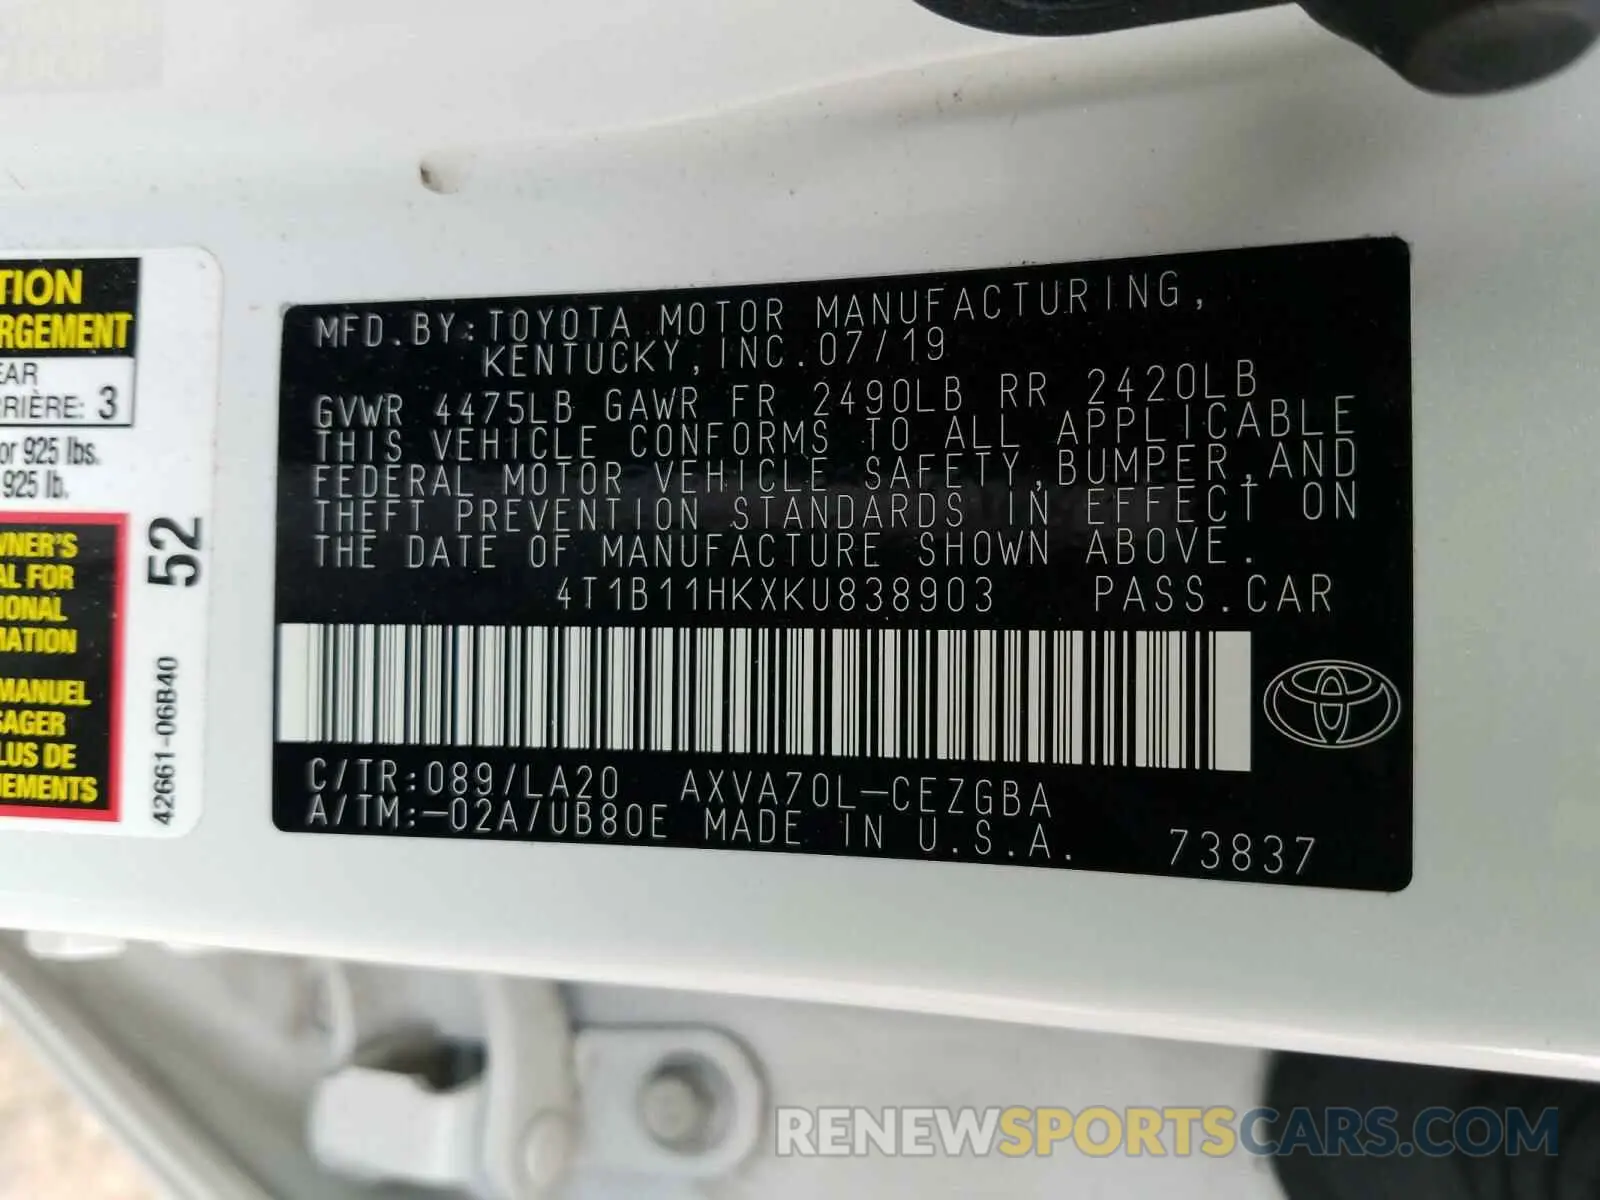 TION
RGEMENT
EAR
RRIÈRE: 3
or 925 lbs.
925 lb.
WNER'S
AL FOR
IONAL
MATION
MANUEL
SAGER
LUS DE
NEMENTS
52
42661-06B40
MFD.BY:TOYOTA MOTOR MANUFACTURING,
KENTUCKY,INC.07/19
GVWR 4475LB GAWR FR 2490LB RR 2420LB
THIS VEHICLE CONFORMS TO ALL APPLICABLE
FEDERAL MOTOR VEHICLE SAFETY,BUMPER,AND
THEFT PREVENTION STANDARDS IN EFFECT ON
THE DATE OF MANUFACTURE SHOWN ABOVE.
4T1B11HKXKU838903 PASS.CAR
C/TR:089/LA20 AXVA70L-CEZGBA
A/TM:-02A/UB80E MADE IN U.S.A. 73837
RENEWSPORTSCARS.COM